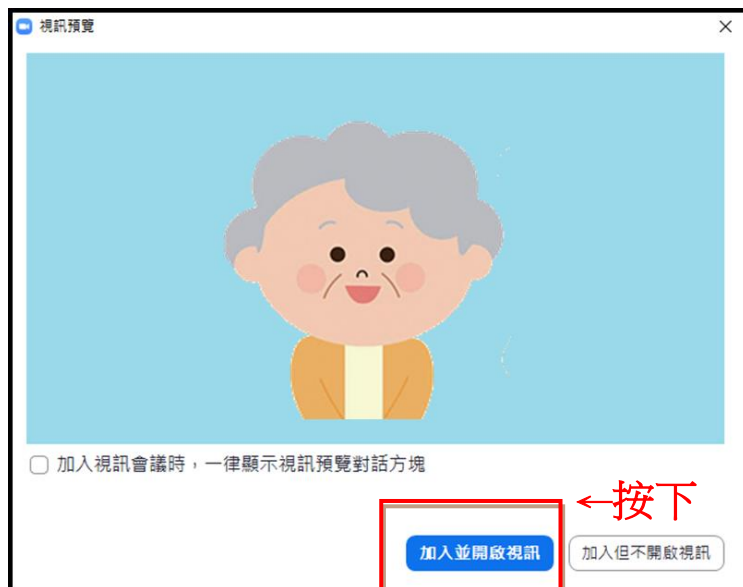 視訊預覽
加入視訊會議時，一律顯示視訊預覽對話方塊
←按下
加入並開啟視訊
加入但不開啟視訊